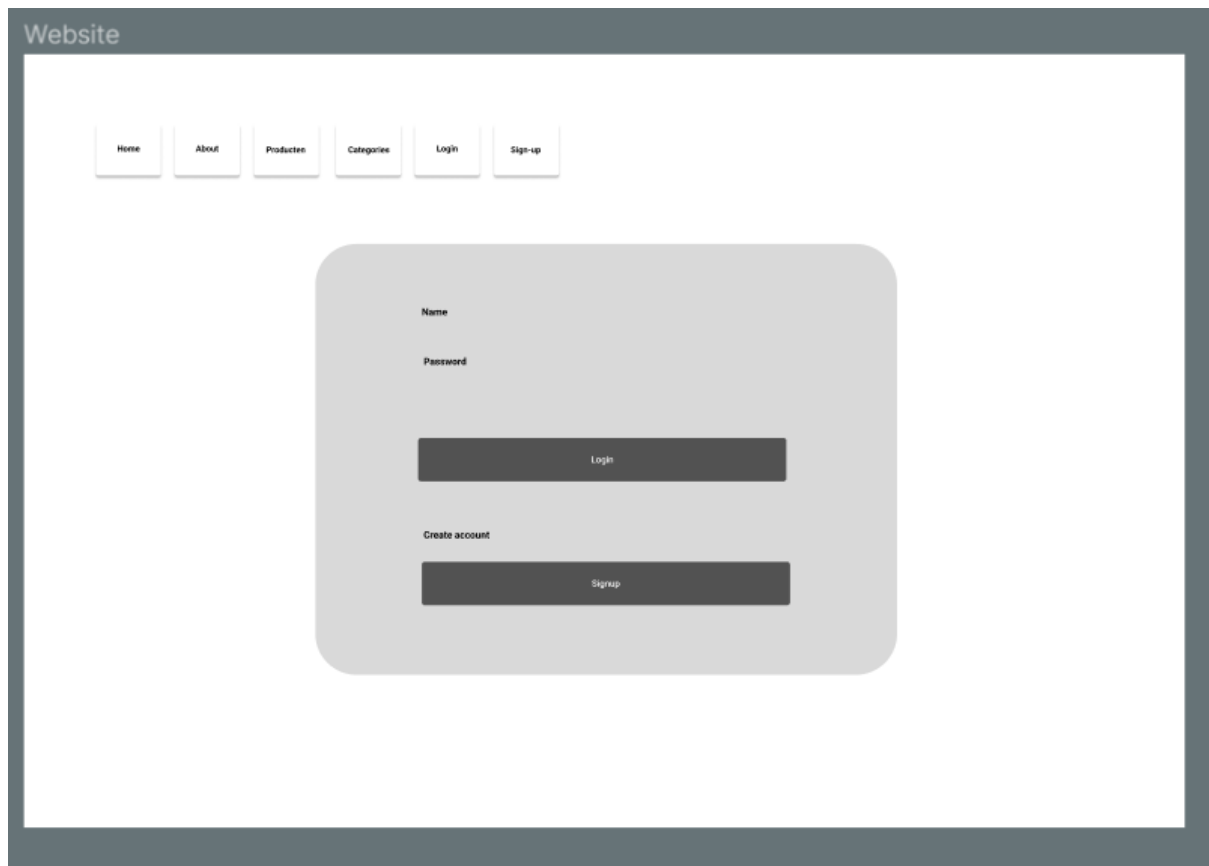 Website
Home About Producten Categories Login Sign-up
Name
Password
Login
Create account
Signup